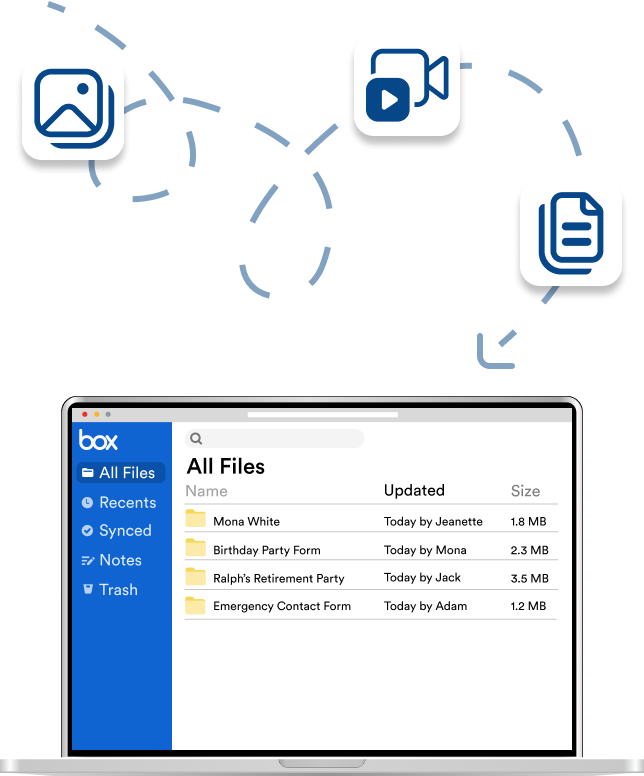 box
All Files
Recents
Synced
Notes
Trash
All Files
Name Updated Size
Mona White Today by Jeanette 1.8 MB
Birthday Party Form Today by Mona 2.3 MB
Ralph's Retirement Party Today by Jack 3.5 MB
Emergency Contact Form Today by Adam 1.2 MB